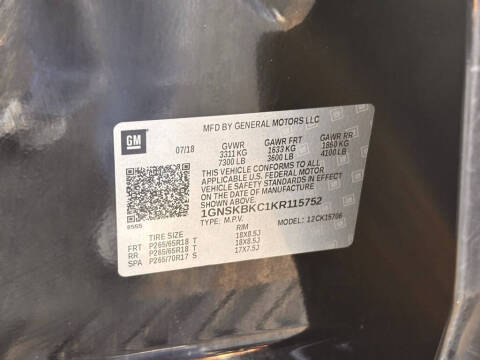 MFD BY GENERAL MOTORS LLC
GM 07/18 GVWR GAWR FRT GAWR RR
3311 KG 1633 KG 1860 KG
7300 LB 3600 LB 4100 LB
THIS VEHICLE CONFORMS TO ALL
APPLICABLE U.S. FEDERAL MOTOR
VEHICLE SAFETY STANDARDS IN EFFECT
ON THE DATE OF MANUFACTURE
SHOWN ABOVE.
1GNSKBKC1KR115752
TYPE: M.P.V. MODEL: 12CK15706
TIRE SIZE RIM
FRT P265/65R18 T 18X8.5J
RR P265/65R18 T 18X8.5J
SPA P265/70R17 S 17X7.5J